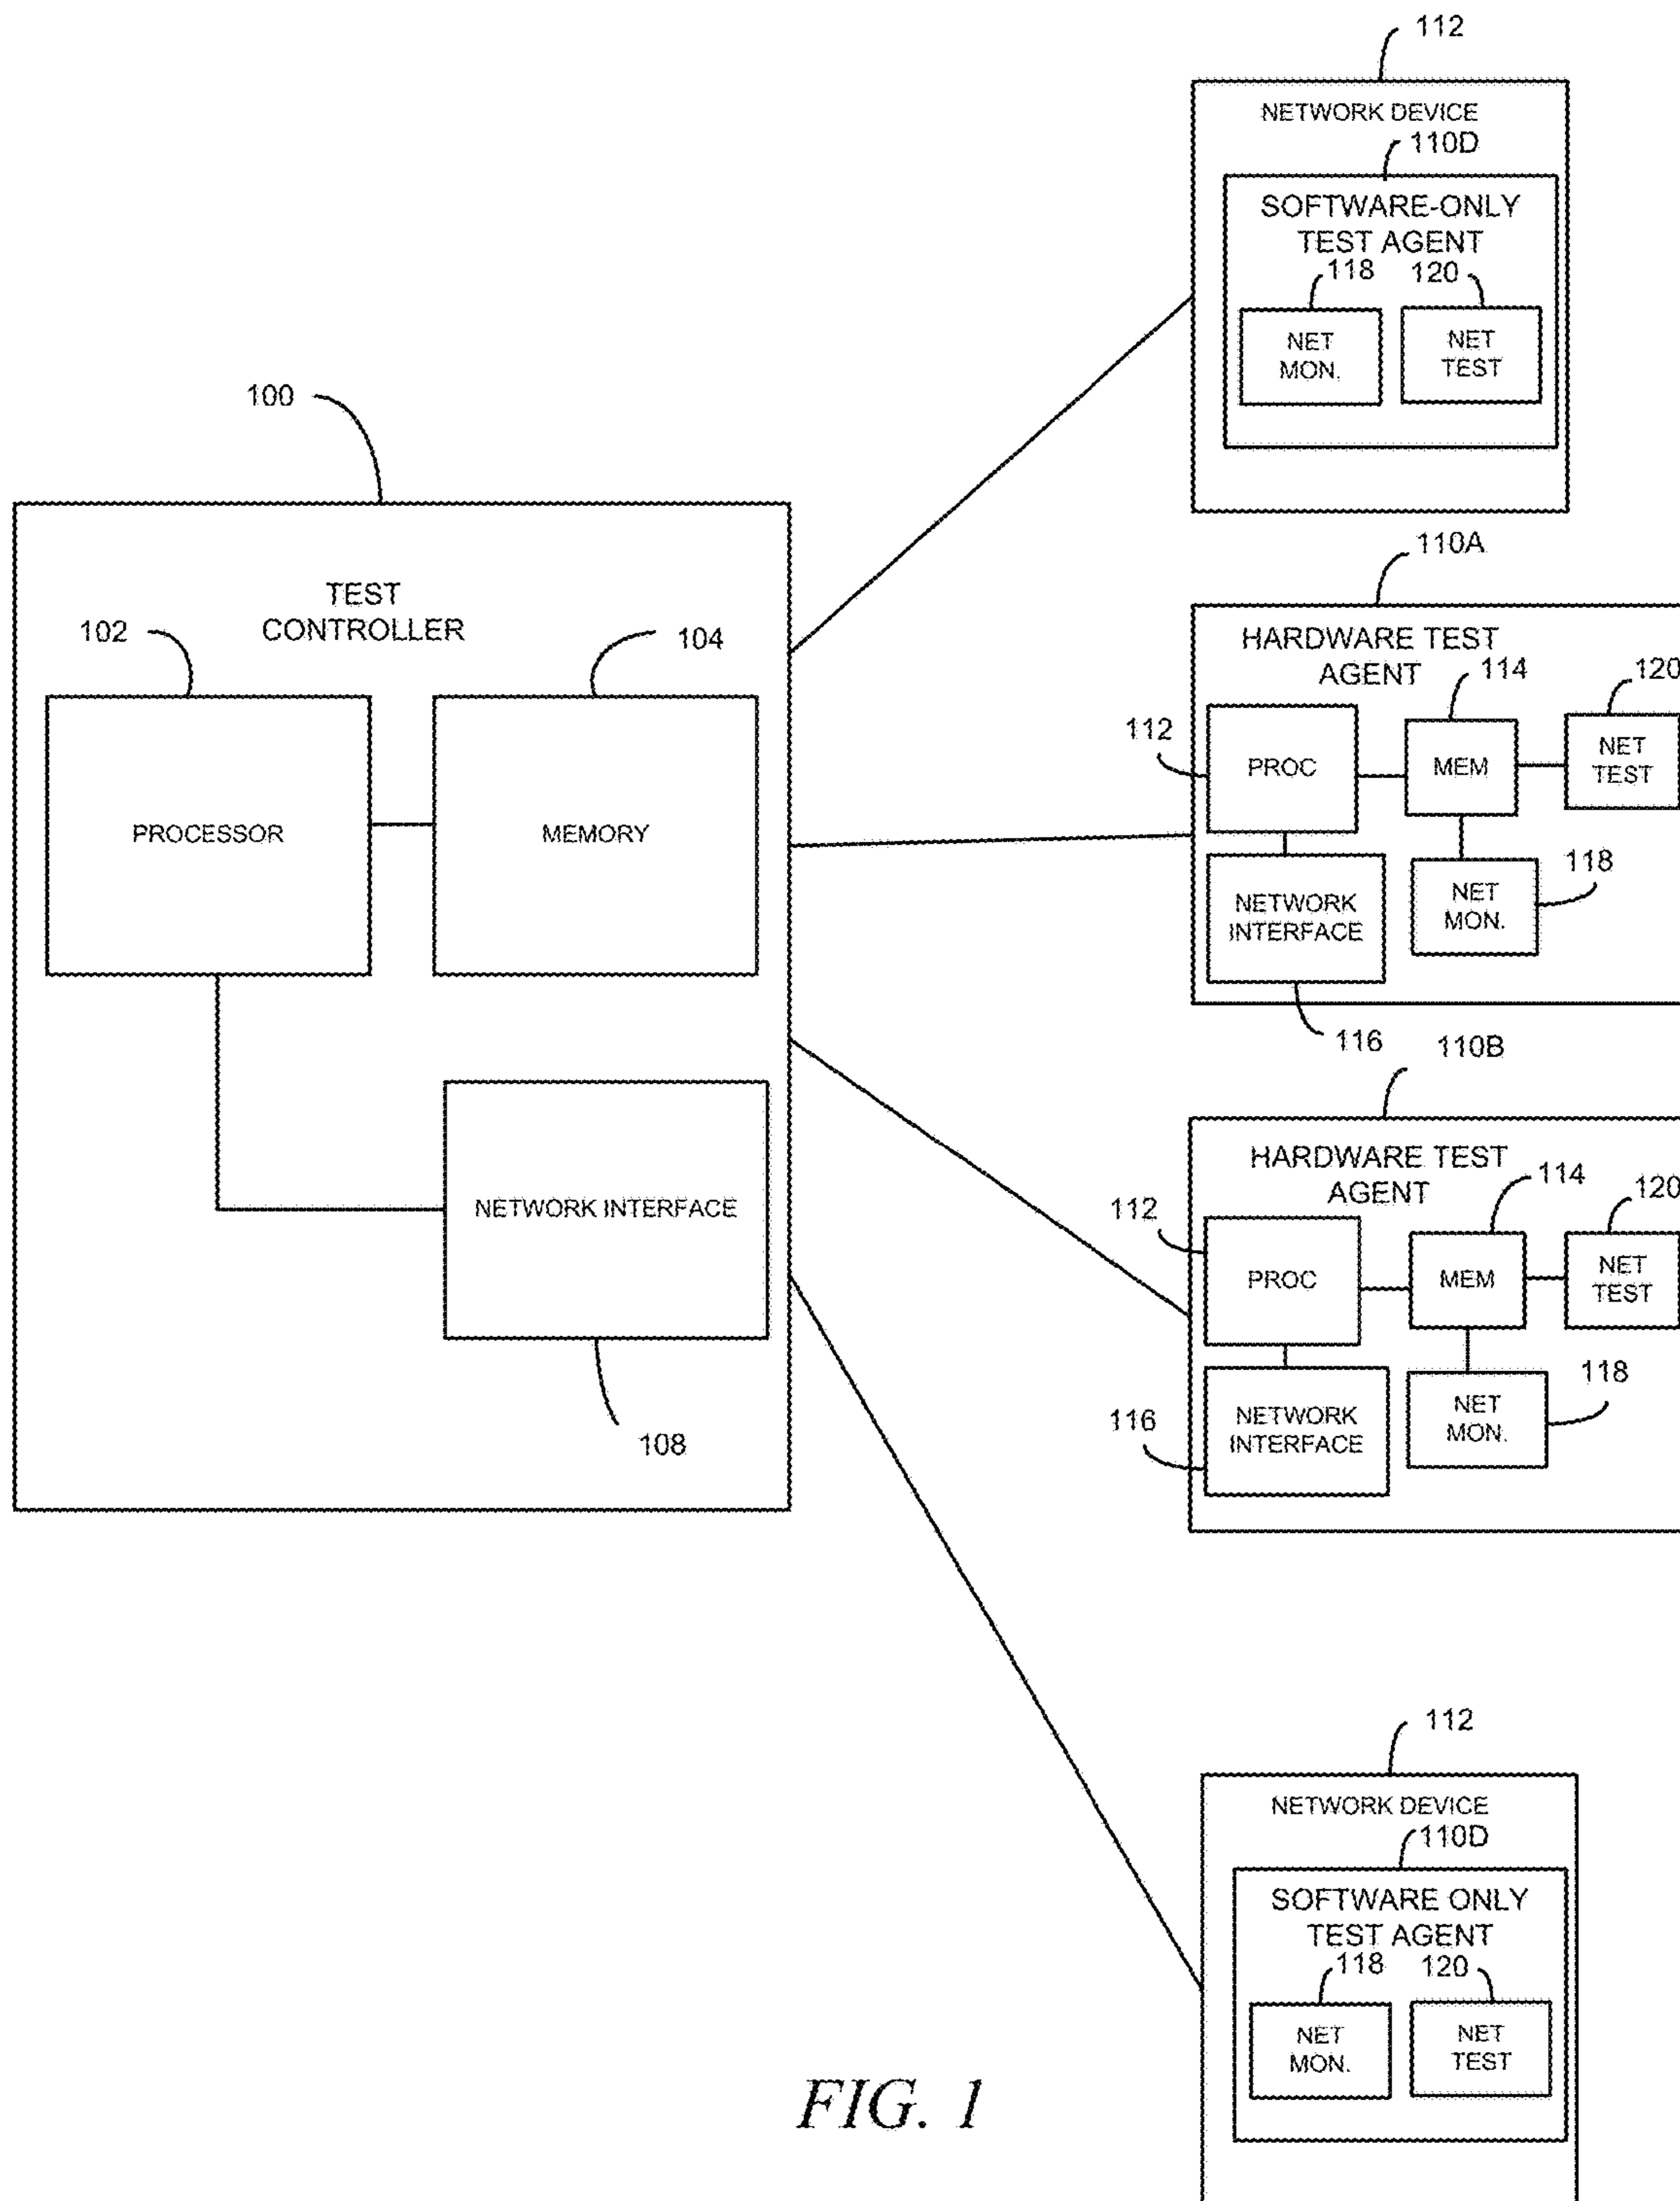 112
NETWORK DEVICE
110D
SOFTWARE-ONLY
TEST AGENT
118
120
NET
MON.
NET
TEST
100
TEST
CONTROLLER
102
104
PROCESSOR
MEMORY
NETWORK INTERFACE
108
110A
HARDWARE TEST
AGENT
114
120
112
PROC
MEM
NET
TEST
118
NETWORK
INTERFACE
NET
MON.
116
110B
HARDWARE TEST
AGENT
114
120
112
PROC
MEM
NET
TEST
118
116
NETWORK
INTERFACE
NET
MON.
112
NETWORK DEVICE
110D
SOFTWARE ONLY
TEST AGENT
118
120
NET
MON.
NET
TEST
FIG. 1